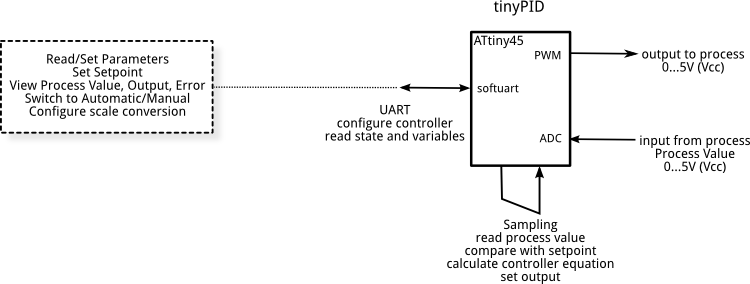 tinyPID
Read/Set Parameters
Set Setpoint
View Process Value, Output, Error
Switch to Automatic/Manual
Configure scale conversion
UART
configure controller
read state and variables
ATtiny45
PWM
softuart
ADC
output to process
0...5V (Vcc)
input from process
Process Value
0...5V (Vcc)
Sampling
read process value
compare with setpoint
calculate controller equation
set output